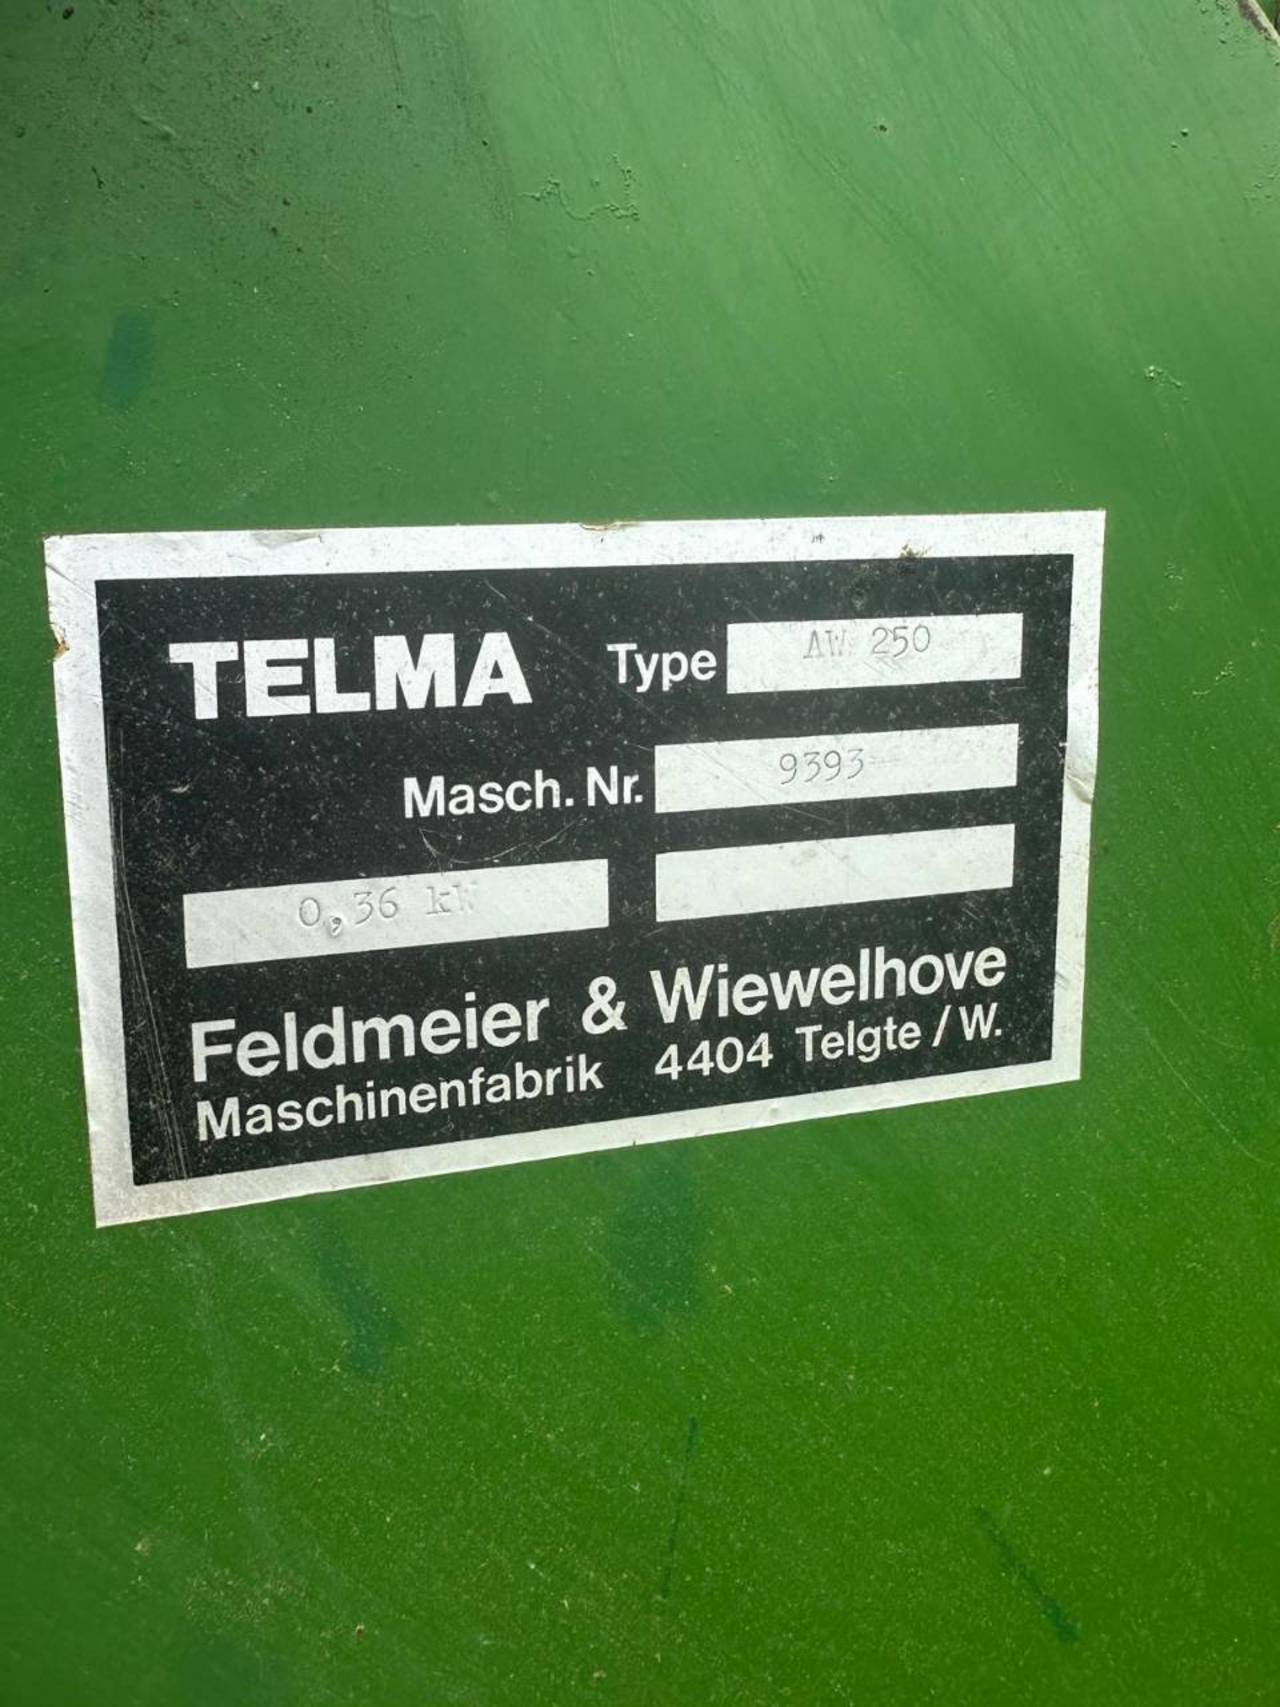 TELMA Type AW 250
Masch. Nr. 9393
0,36 kW
Feldmeier & Wiewelhove
Maschinenfabrik 4404 Telgte / W.